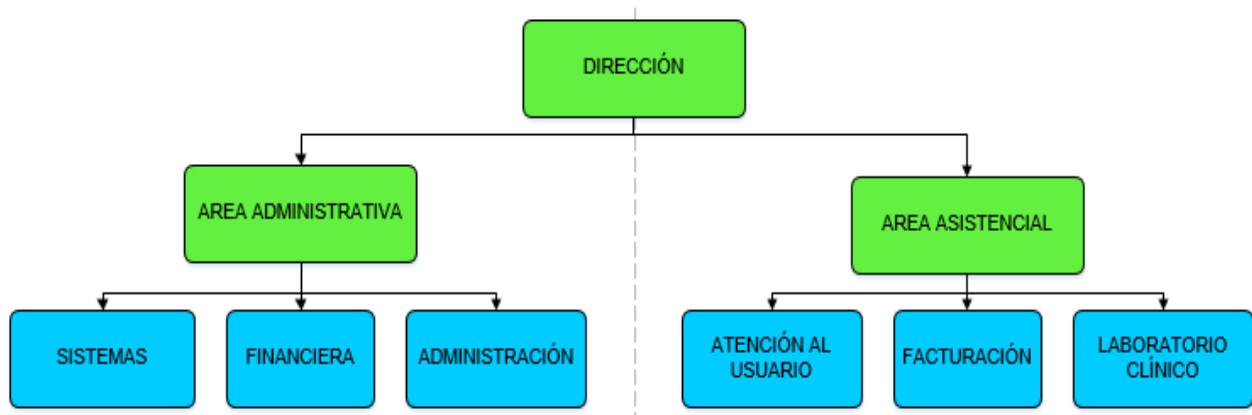 DIRECCIÓN
AREA ADMINISTRATIVA
AREA ASISTENCIAL
SISTEMAS
FINANCIERA
ADMINISTRACIÓN
ATENCIÓN AL
USUARIO
FACTURACIÓN
LABORATORIO
CLÍNICO